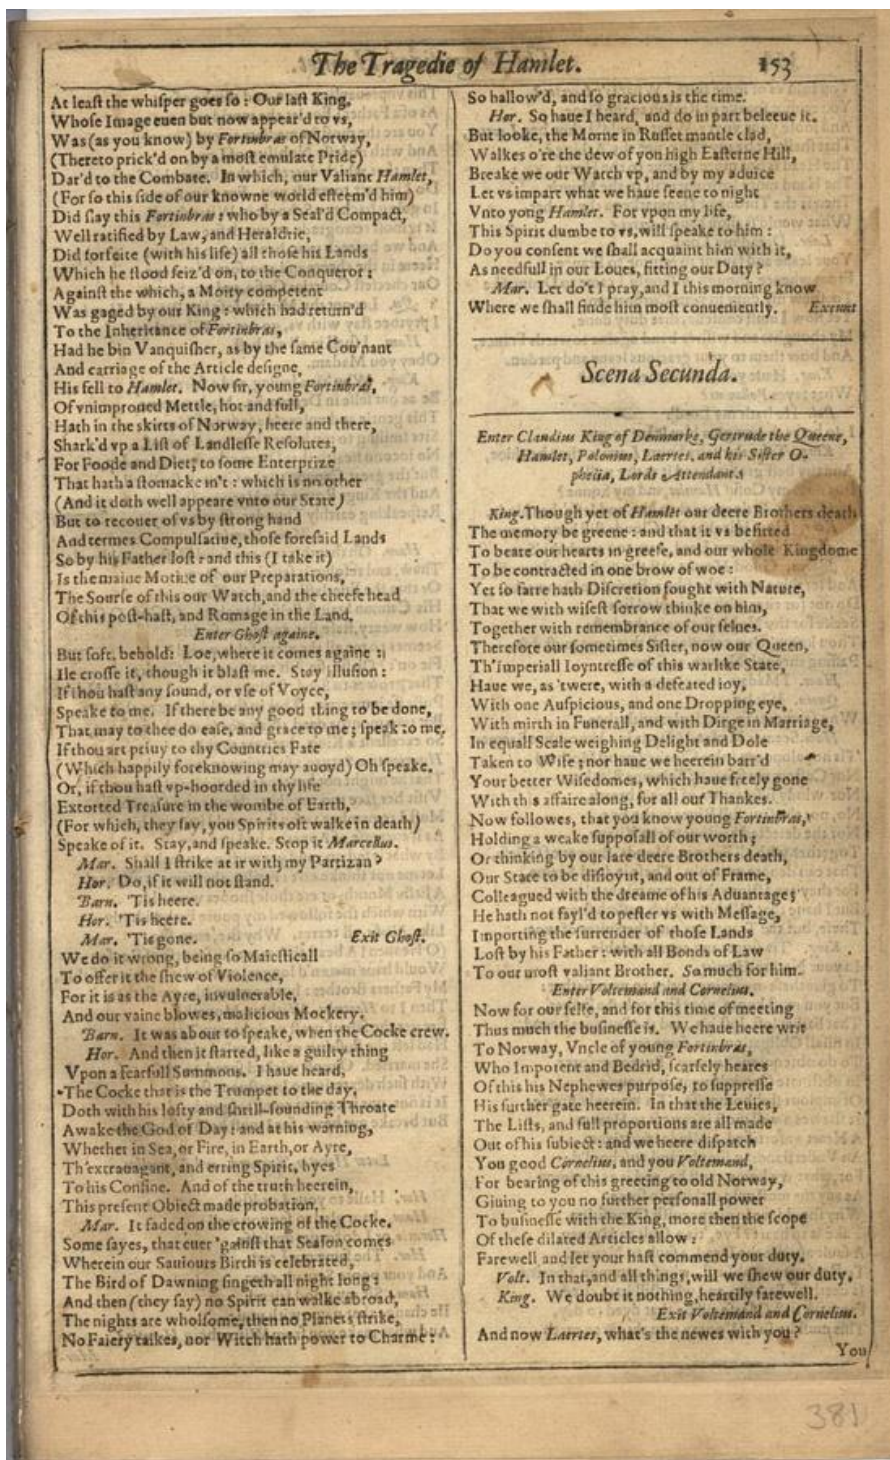 The Tragedie of Hamlet.
153
At least the whisper goes so: Our last King,
Whose Image euen but now appear'd to vs,
Was (as you know) by Fortinbras of Norway,
(Thereto prick'd on by a most emulate Pride)
Dar'd to the Combate. In which, our Valiant Hamlet,
(For so this side of our knowne world esteem'd him)
Did slay this Fortinbras: who by a Seal'd Compact,
Well ratified by Law, and Heraldrie,
Did forfeite (with his life) all those his Lands
Which he stood seiz'd on, to the Conqueror:
Against the which, a Moity competent
Was gaged by our King: which had return'd
To the Inheritance of Fortinbras,
Had he bin Vanquisher, as by the same Cou'nant
And carriage of the Article designe,
His fell to Hamlet. Now sir, young Fortinbras,
Of vnimproued Mettle, hot and full,
Hath in the skirts of Norway, heere and there,
Shark'd vp a List of Landlesse Resolutes,
For Foode and Diet, to some Enterprize
That hath a stomacke in't: which is no other
(And it doth well appeare vnto our State)
But to recouer of vs by strong hand
And termes Compulsatiue, those foresaid Lands
So by his Father lost: and this (I take it)
Is the maine Motiue of our Preparations,
The Sourse of this our Watch, and the cheefe head
Of this post-hast, and Romage in the Land.
Enter Ghost againe.
But soft, behold: Loe, where it comes againe:
Ile crosse it, though it blast me. Stay illusion:
If thou hast any sound, or vse of Voyce,
Speake to me. If there be any good thing to be done,
That may to thee do ease, and grace to me; speak to me.
If thou art priuy to thy Countries Fate
(Which happily foreknowing may auoyd) Oh speake.
Or, if thou hast vp-hoorded in thy life
Extorted Treasure in the wombe of Earth,
(For which, they say, you Spirits oft walke in death)
Speake of it. Stay, and speake. Stop it Marcellus.
Mar. Shall I strike at it with my Partizan?
Hor. Do, if it will not stand.
Barn. 'Tis heere.
Hor. 'Tis heere.
Mar. 'Tis gone. Exit Ghost.
We do it wrong, being so Maiesticall
To offer it the shew of Violence,
For it is as the Ayre, invulnerable,
And our vaine blowes, malicious Mockery.
Barn. It was about to speake, when the Cocke crew.
Hor. And then it started, like a guilty thing
Vpon a fearfull Summons. I haue heard,
The Cocke that is the Trumpet to the day,
Doth with his lofty and shrill-sounding Throate
Awake the God of Day: and at his warning,
Whether in Sea, or Fire, in Earth, or Ayre,
Th'extrauagant, and erring Spirit, hyes
To his Confine. And of the truth heerein,
This present Obiect made probation.
Mar. It faded on the crowing of the Cocke.
Some sayes, that euer 'gainst that Season comes
Wherein our Sauiours Birth is celebrated,
The Bird of Dawning singeth all night long:
And then (they say) no Spirit can walke abroad,
The nights are wholsome, then no Planets strike,
No Faiery talkes, nor Witch hath power to Charme:
So hallow'd, and so gracious is the time.
Hor. So haue I heard, and do in part beleeue it.
But looke, the Morne in Russet mantle clad,
Walkes o're the dew of yon high Easterne Hill,
Breake we our Watch vp, and by my aduice
Let vs impart what we haue seene to night
Vnto yong Hamlet. For vpon my life,
This Spirit dumbe to vs, will speake to him:
Do you consent we shall acquaint him with it,
As needfull in our Loues, fitting our Duty?
Mar. Let do't I pray, and I this morning know
Where we shall finde him most conueniently. Exeunt
Scena Secunda.
Enter Claudius King of Denmarke, Gertrude the Queene,
Hamlet, Polonius, Laertes, and his Sister O-
phelia, Lords Attendant.
King. Though yet of Hamlet our deere Brothers death
The memory be greene: and that it vs befitted
To beare our hearts in greefe, and our whole Kingdome
To be contracted in one brow of woe:
Yet so farre hath Discretion fought with Nature,
That we with wisest sorrow thinke on him,
Together with remembrance of our selues.
Therefore our sometimes Sister, now our Queen,
Th'imperiall Ioyntresse of this warlike State,
Haue we, as 'twere, with a defeated ioy,
With one Auspicious, and one Dropping eye,
With mirth in Funerall, and with Dirge in Marriage,
In equall Scale weighing Delight and Dole
Taken to Wife; nor haue we heerein barr'd
Your better Wisedomes, which haue freely gone
With this affaire along, for all our Thankes.
Now followes, that you know young Fortinbras,
Holding a weake supposall of our worth;
Or thinking by our late deere Brothers death,
Our State to be disioynt, and out of Frame,
Colleagued with the dreame of his Aduantage;
He hath not fayl'd to pester vs with Message,
Importing the surrender of those Lands
Lost by his Father: with all Bonds of Law
To our most valiant Brother. So much for him.
Enter Voltemand and Cornelius.
Now for our selfe, and for this time of meeting
Thus much the businesse is. We haue heere writ
To Norway, Vncle of young Fortinbras,
Who Impotent and Bedrid, scarsely heares
Of this his Nephewes purpose, to suppresse
His further gate heerein. In that the Leuies,
The Lists, and full proportions are all made
Out of his subiect: and we heere dispatch
You good Cornelius, and you Voltemand,
For bearing of this greeting to old Norway,
Giuing to you no further personall power
To businesse with the King, more then the scope
Of these dilated Articles allow:
Farewell and let your hast commend your duty.
Volt. In that, and all things, will we shew our duty.
King. We doubt it nothing, heartily farewell.
Exit Voltemand and Cornelius.
And now Laertes, what's the newes with you?
You
381